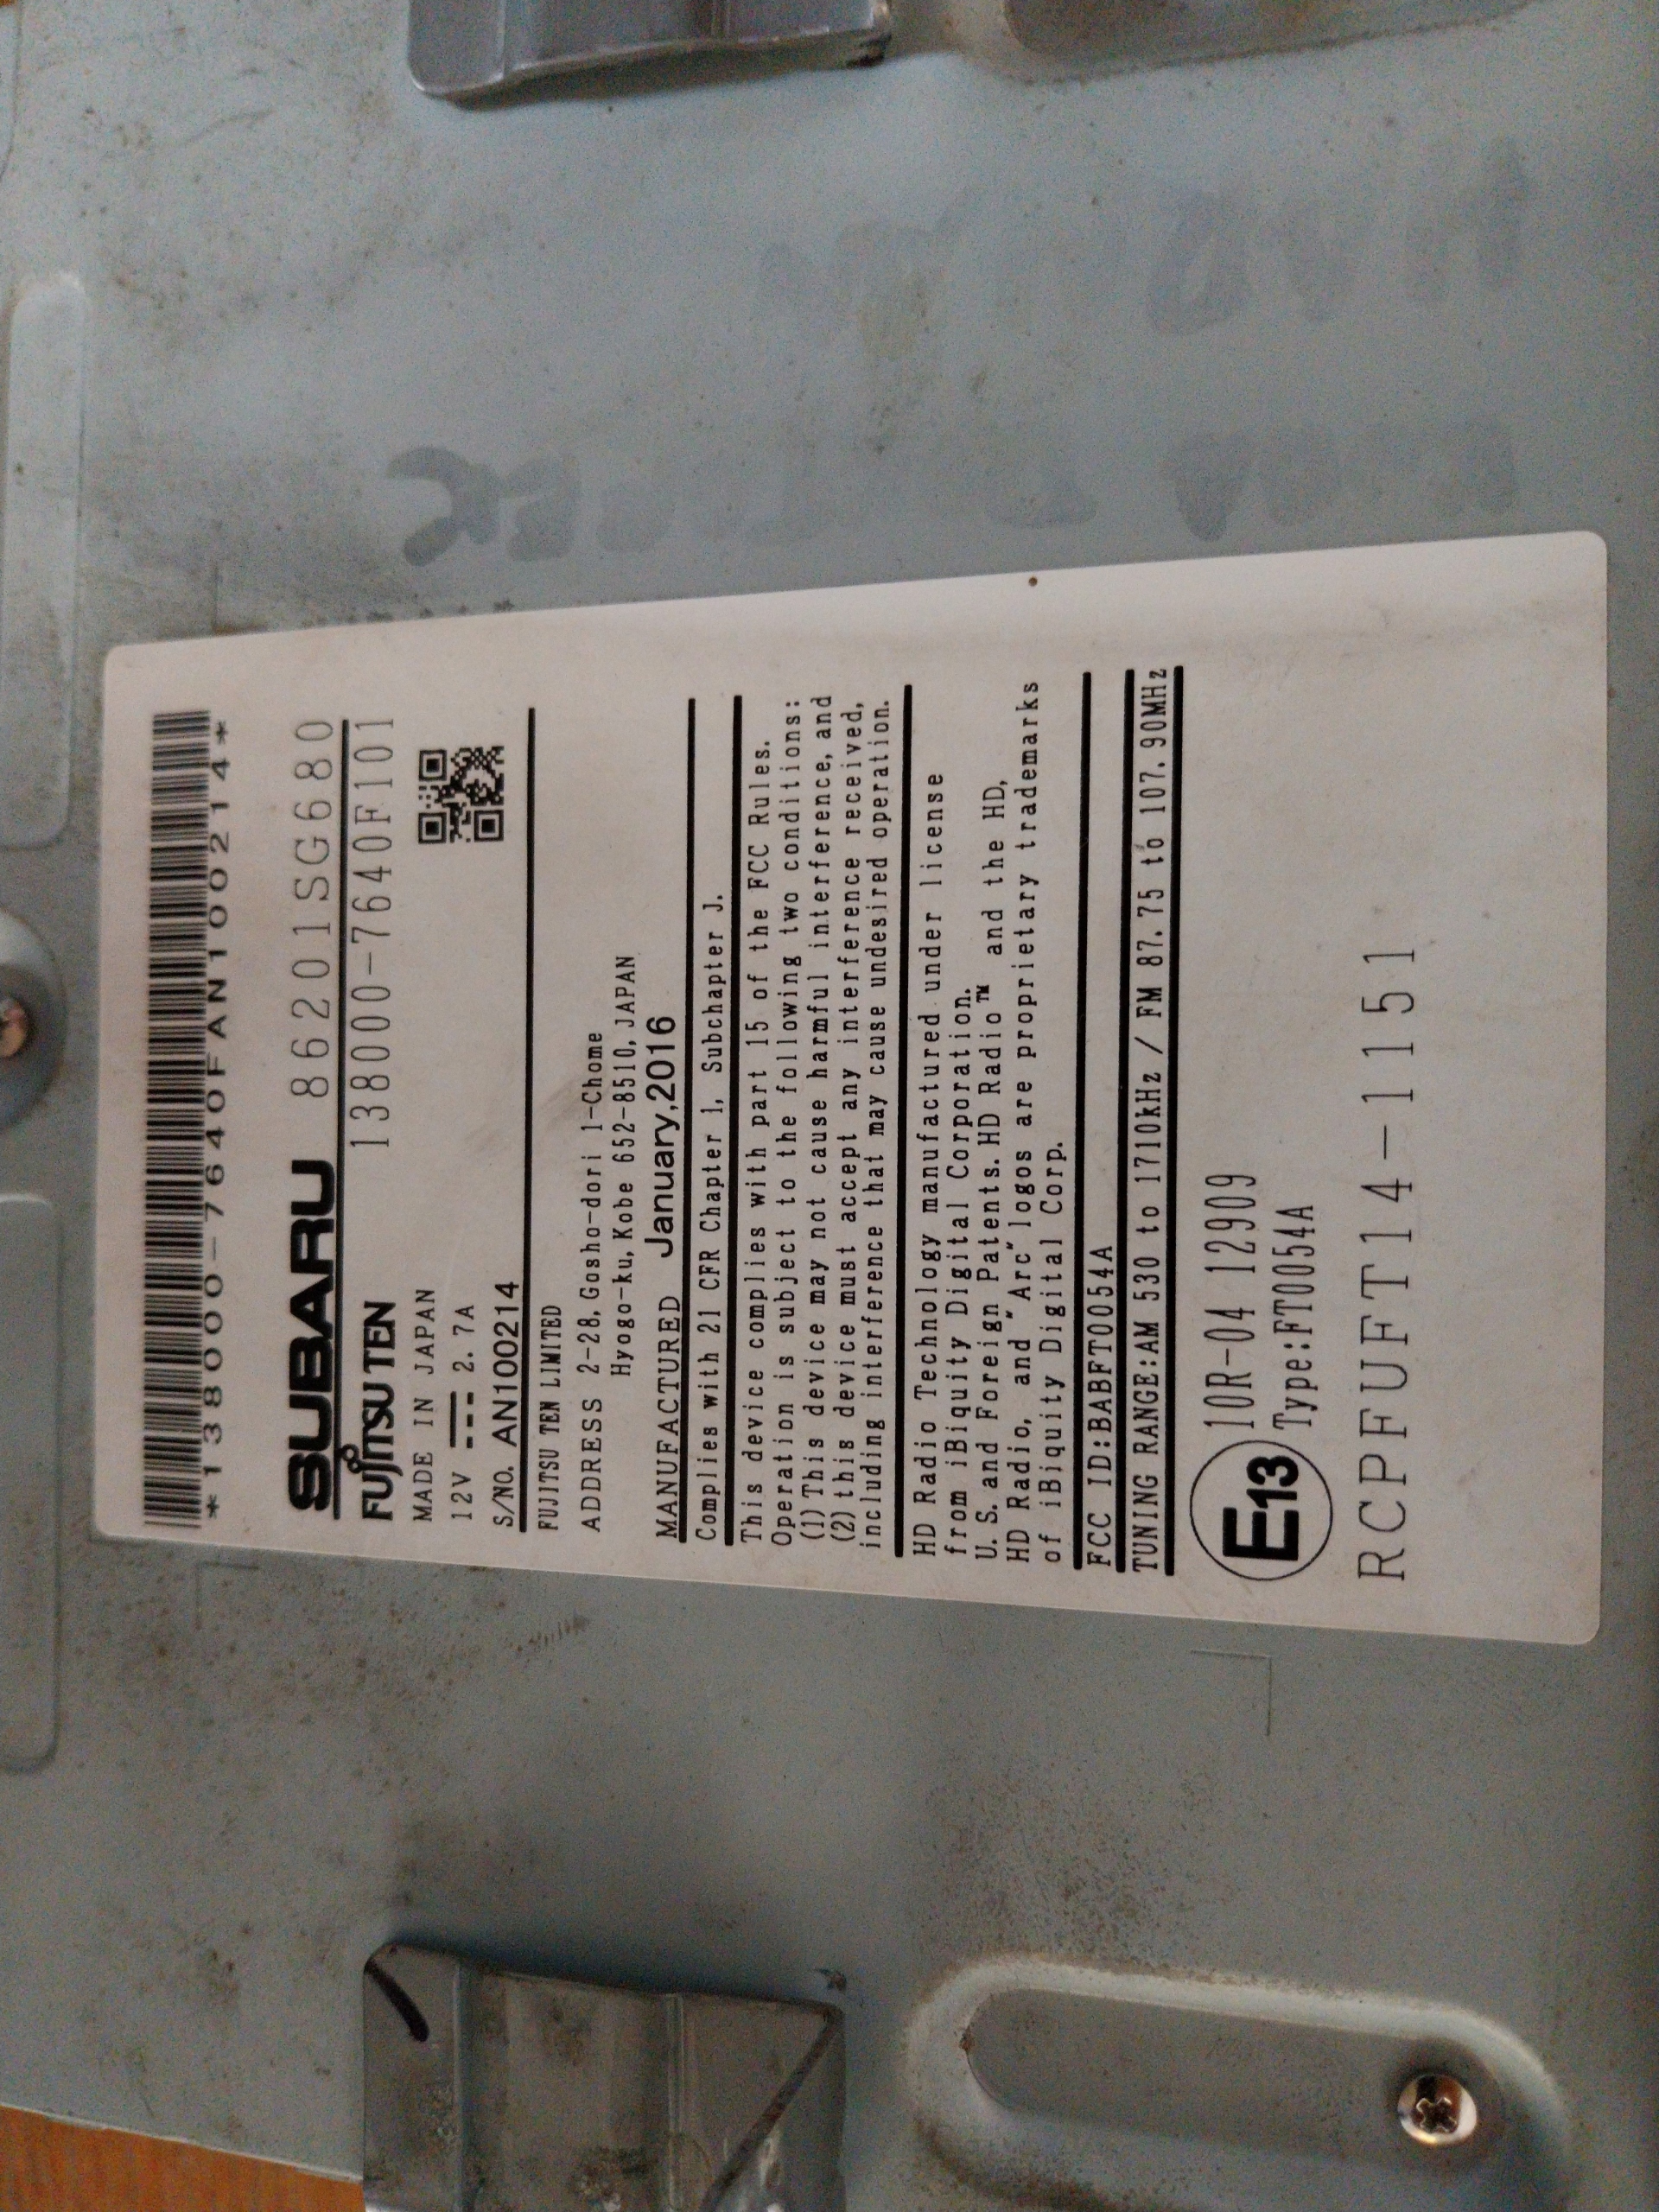 *13800-7640FAN100214*
SUBARU 86201SG680
FUJITSU TEN 13800-7640F101
MADE IN JAPAN
12V 2.7A
S/NO. AN100214
FUJITSU TEN LIMITED
ADDRESS 2-28, Gosho-dori 1-Chome
Hyogo-ku, Kobe 652-8510, JAPAN
MANUFACTURED January,2016
Complies with 21 CFR Chapter 1, Subchapter J.
This device complies with part 15 of the FCC Rules.
Operation is subject to the following two conditions:
(1) This device may not cause harmful interference, and
(2) this device must accept any interference received,
including interference that may cause undesired operation.
HD Radio Technology manufactured under license
from iBiquity Digital Corporation.
U.S. and Foreign Patents. HD Radio™ and the HD,
HD Radio, and "Arc" logos are proprietary trademarks
of iBiquity Digital Corp.
FCC ID:BABFT0054A
TUNING RANGE:AM 530 to 1710kHz / FM 87.75 to 107.90MHz
E13 10R-04 12909
Type:FT0054A
RCPFUFT14-1151